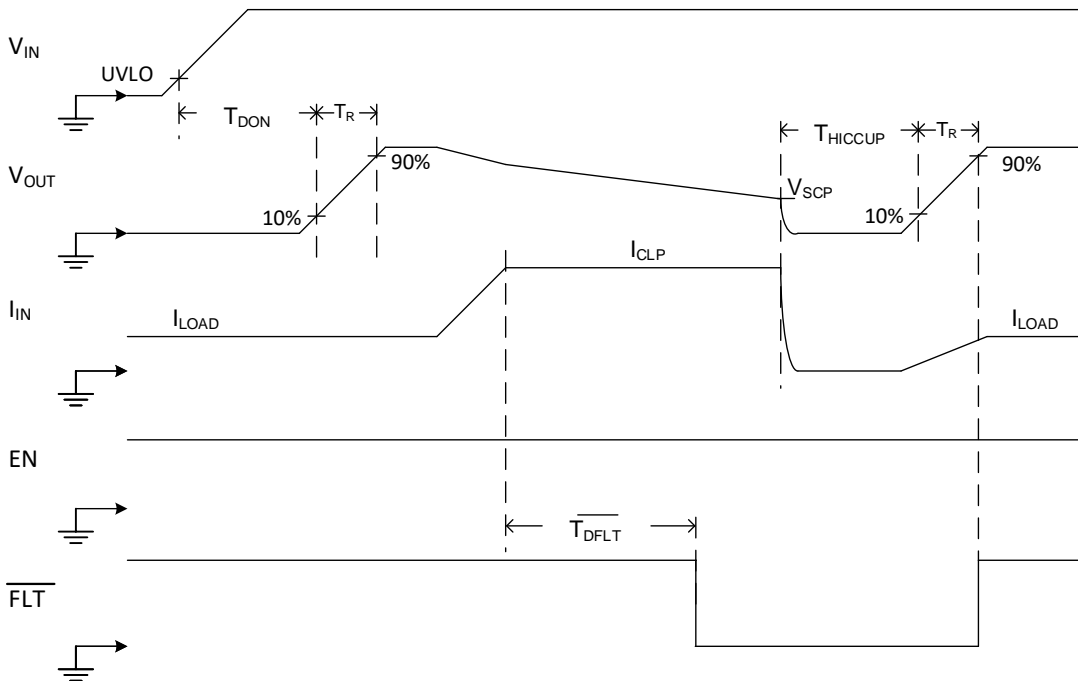 V_IN
UVLO
T_DON
T_R
T_HICCUP
T_R
V_OUT
90%
10%
V_SCP
10%
90%
I_CLP
I_IN
I_LOAD
I_LOAD
EN
T_DFLT
FLT